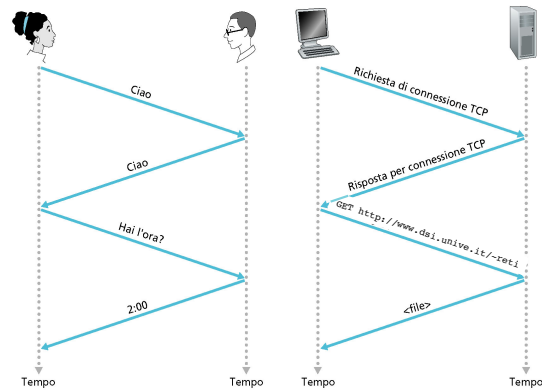 Ciao
Ciao
Hai l'ora?
2:00
Tempo
Tempo
Richiesta di connessione TCP
Risposta per connessione TCP
GET http://www.dsi.unive.it/~reti
<file>
Tempo
Tempo